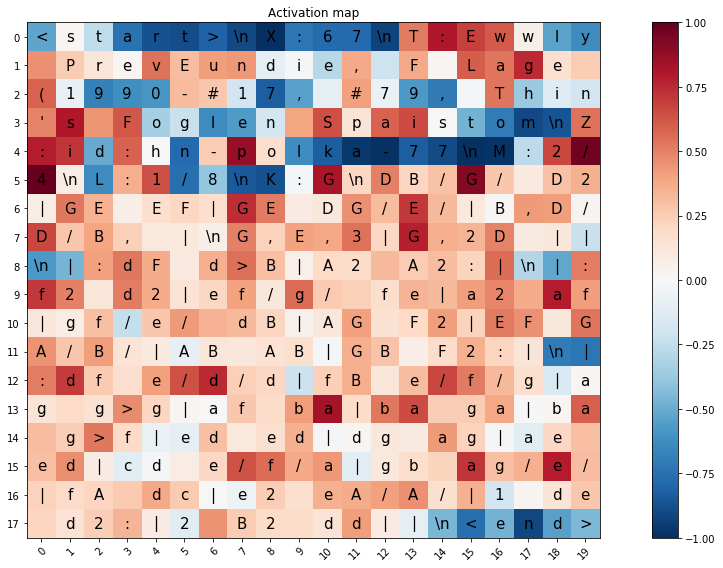 Activation map
0 < s t a r t > \n X : 6 7 \n T : E w w l y
1 P r e v E u n d i e , F L a g e
2 ( 1 9 9 0 - # 1 7 , # 7 9 , T h i n
3 ' s F o g l e n S p a i s t o m \n Z
4 : i d : h n - p o l k a - 7 7 \n M : 2 /
5 4 \n L : 1 / 8 \n K : G \n D B / G / D 2
6 | G E E F | G E D G / E / | B , D /
7 D / B , | \n G , E , 3 | G , 2 D | |
8 \n | : d F d > B | A 2 A 2 : | \n | :
9 f 2 d 2 | e f / g / f e | a 2 a f
10 | g f / e / d B | A G F 2 | E F G
11 A / B / | A B A B | G B F 2 : | \n |
12 : d f e / d / d | f B e / f / g | a
13 g g > g | a f b a | b a g a | b a
14 g > f | e d e d | d g a g | a e
15 e d | c d e / f / a | g b a g / e /
16 | f A d c | e 2 e A / A / | 1 d e
17 d 2 : | 2 B 2 d d | | \n < e n d >
0 1 2 3 4 5 6 7 8 9 10 11 12 13 14 15 16 17 18 19
1.00
0.75
0.50
0.25
0.00
−0.25
−0.50
−0.75
−1.00